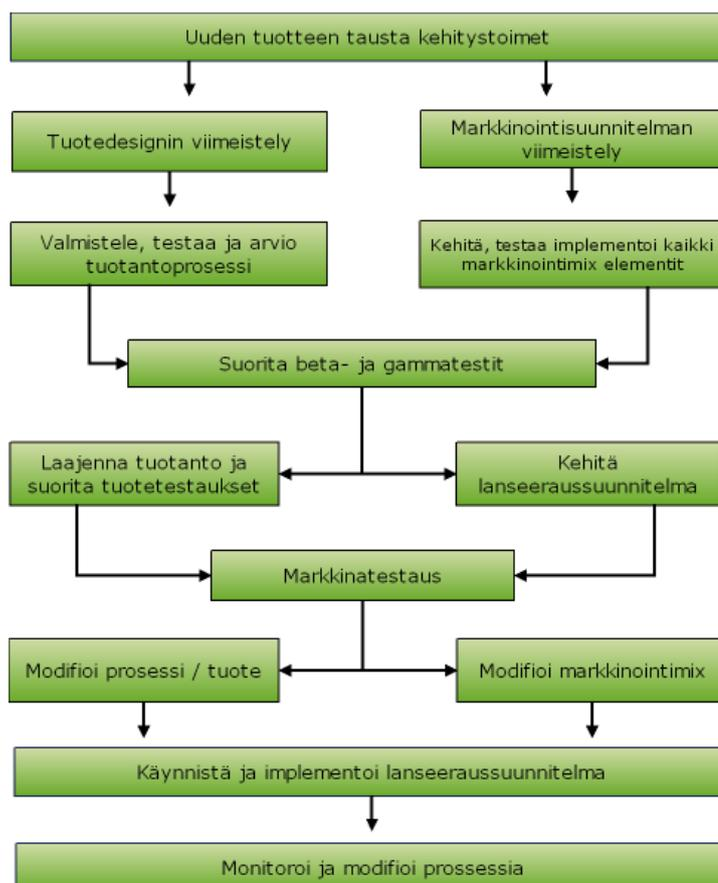 Uuden tuotteen tausta kehitystoimet
Tuotedesignin viimeistely
Markkinointisuunnitelman
viimeistely
Valmistele, testaa ja arvio
tuotantoprosessi
Kehitä, testaa implementoi kaikki
markkinointimix elementit
Suorita beta- ja gammatestit
Laajenna tuotanto ja
suorita tuotetestaukset
Kehitä
lanseeraussuunnitelma
Markkinatestaus
Modifioi prosessi / tuote
Modifioi markkinointimix
Käynnistä ja implementoi lanseeraussuunnitelma
Monitoroi ja modifioi prossessia